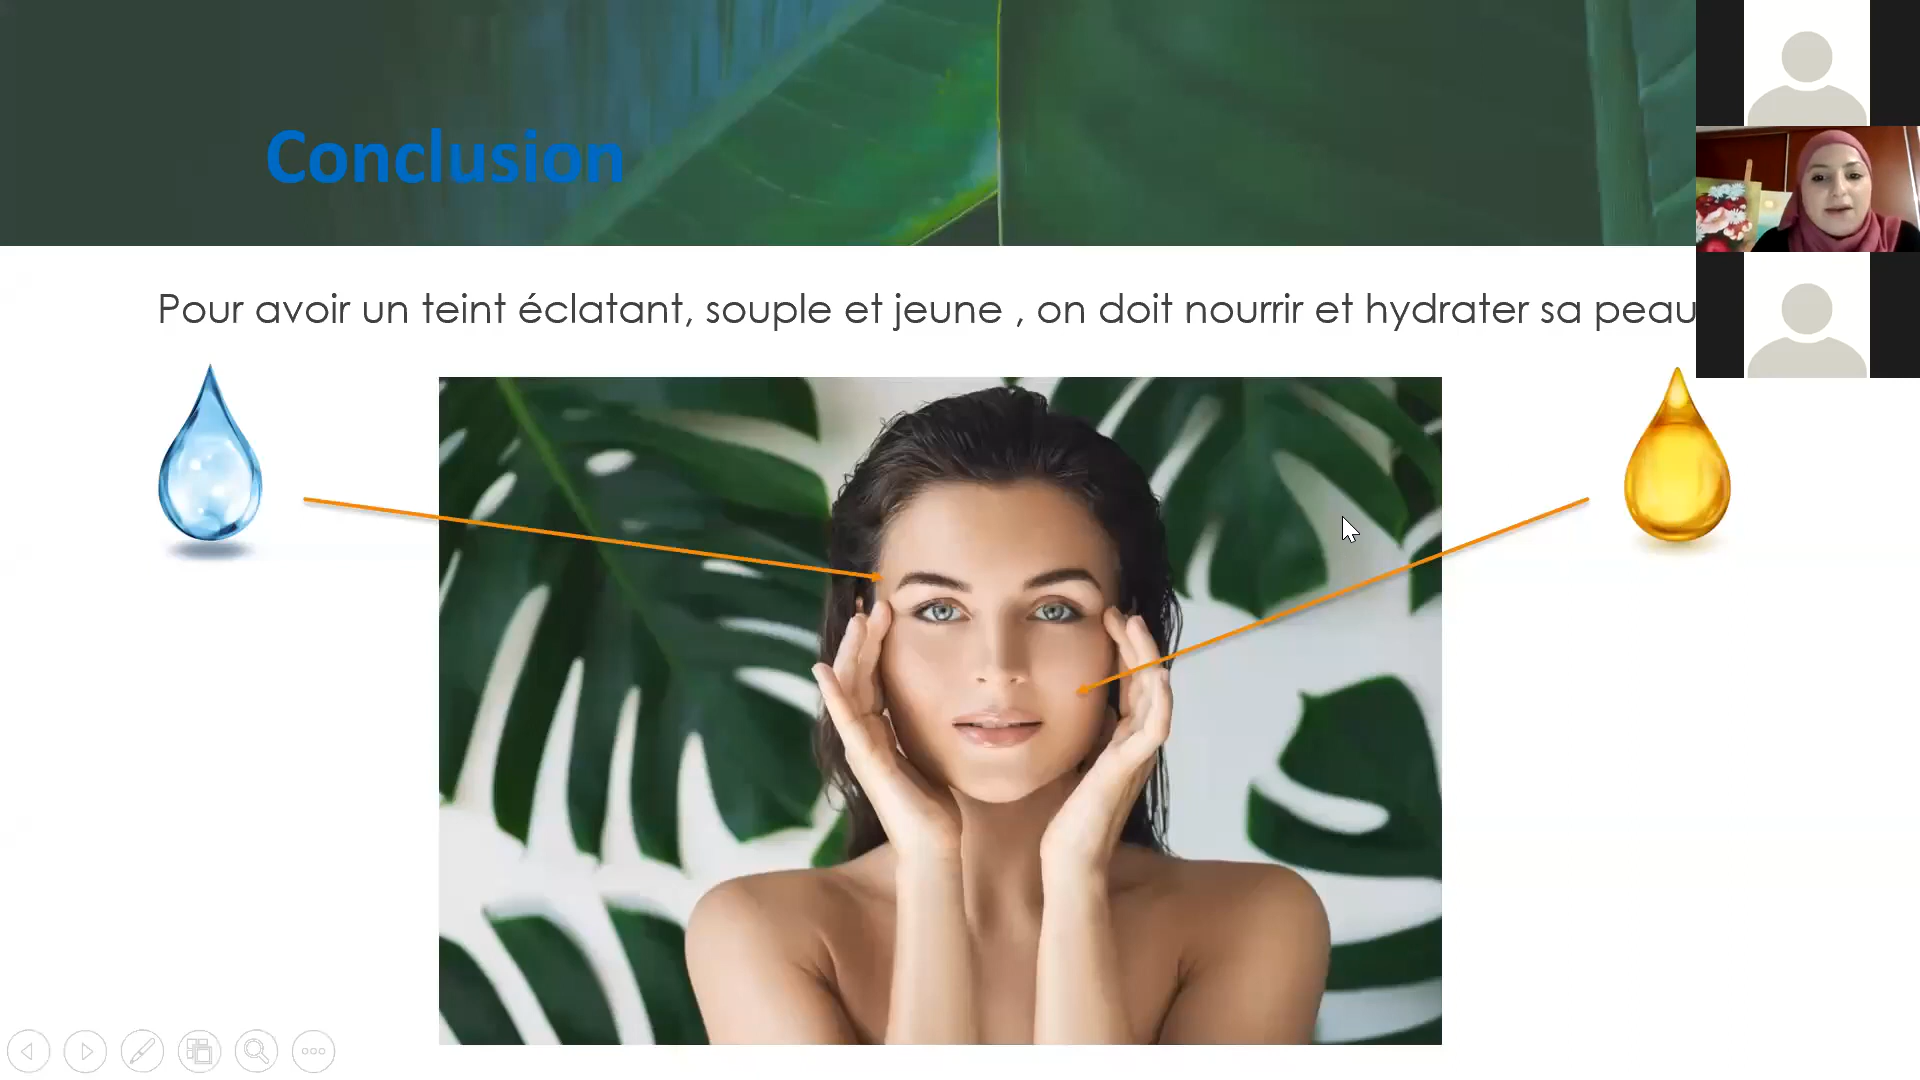 Conclusion
Pour avoir un teint éclatant, souple et jeune , on doit nourrir et hydrater sa peau